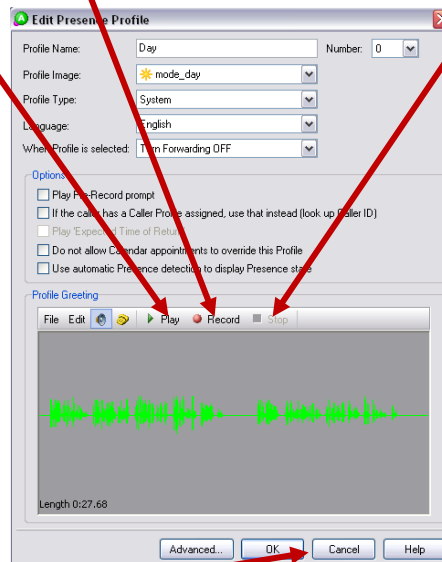 Edit Presence Profile
Profile Name: Day Number: 0
Profile Image: mode_day
Profile Type: System
Language: English
When Profile is selected: Turn Forwarding OFF
Options
Play Pre-Record prompt
If the caller has a Caller Profile assigned, use that instead (look up Caller ID)
Play 'Expected Time of Return'
Do not allow Calendar appointments to override this Profile
Use automatic Presence detection to display Presence state
Profile Greeting
File Edit Play Record Stop
Length 0:27.68
Advanced... OK Cancel Help